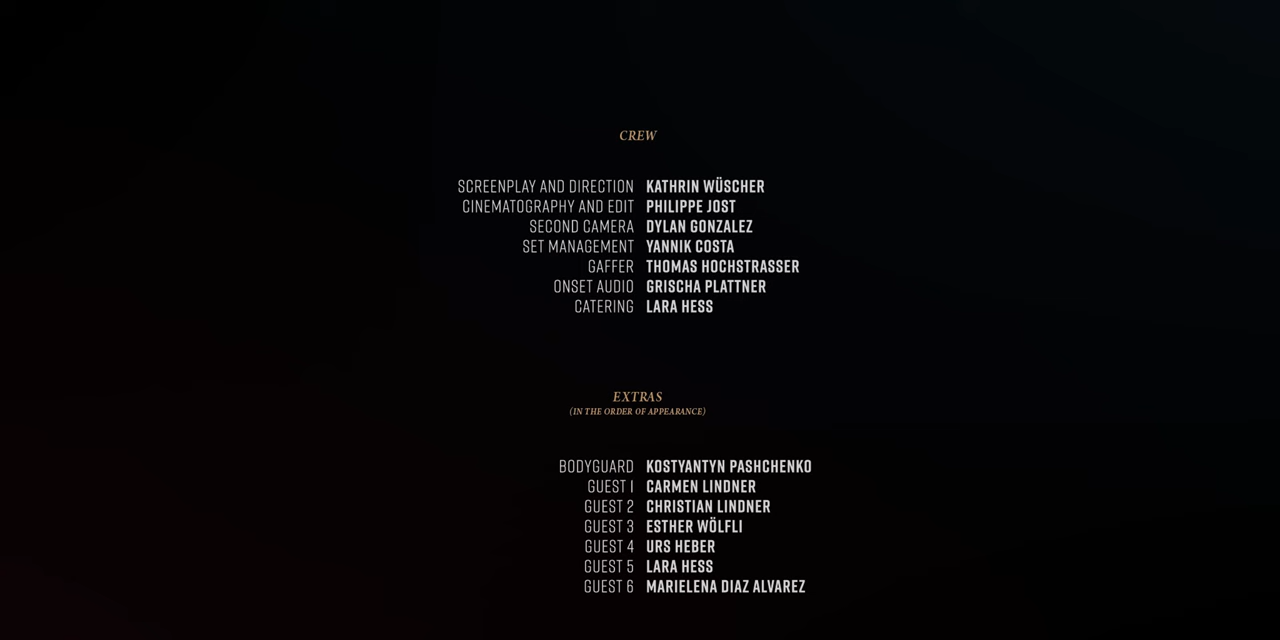 CREW
SCREENPLAY AND DIRECTION KATHRIN WÜSCHER
CINEMATOGRAPHY AND EDIT PHILIPPE JOST
SECOND CAMERA DYLAN GONZALEZ
SET MANAGEMENT YANNIK COSTA
GAFFER THOMAS HOCHSTRASSER
ONSET AUDIO GRISCHA PLATTNER
CATERING LARA HESS
EXTRAS
(IN THE ORDER OF APPEARANCE)
BODYGUARD KOSTYANTYN PASHCHENKO
GUEST 1 CARMEN LINDNER
GUEST 2 CHRISTIAN LINDNER
GUEST 3 ESTHER WÖLFLI
GUEST 4 URS HEBER
GUEST 5 LARA HESS
GUEST 6 MARIELENA DIAZ ALVAREZ